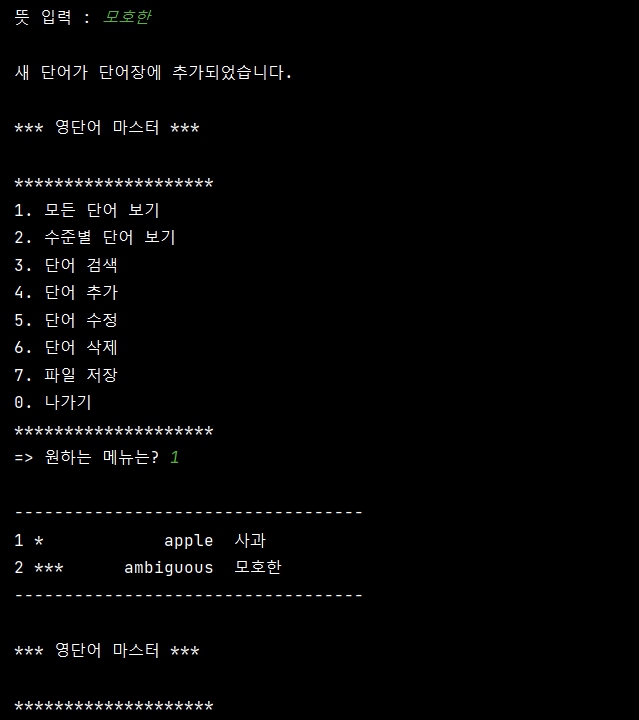 뜻 입력 : 모호한
새 단어가 단어장에 추가되었습니다.
*** 영단어 마스터 ***
********************
1. 모든 단어 보기
2. 수준별 단어 보기
3. 단어 검색
4. 단어 추가
5. 단어 수정
6. 단어 삭제
7. 파일 저장
0. 나가기
********************
=> 원하는 메뉴는? 1
-----------------------------------
1 *            apple  사과
2 ***      ambiguous  모호한
-----------------------------------
*** 영단어 마스터 ***
********************